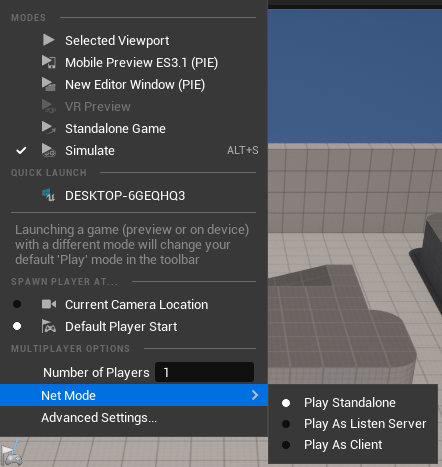 MODES
Selected Viewport
Mobile Preview ES3.1 (PIE)
New Editor Window (PIE)
VR Preview
Standalone Game
Simulate ALT+S
QUICK LAUNCH
DESKTOP-6GEQHQ3
Launching a game (preview or on device)
with a different mode will change your
default 'Play' mode in the toolbar
SPAWN PLAYER AT...
Current Camera Location
Default Player Start
MULTIPLAYER OPTIONS
Number of Players 1
Net Mode
Advanced Settings...
Play Standalone
Play As Listen Server
Play As Client